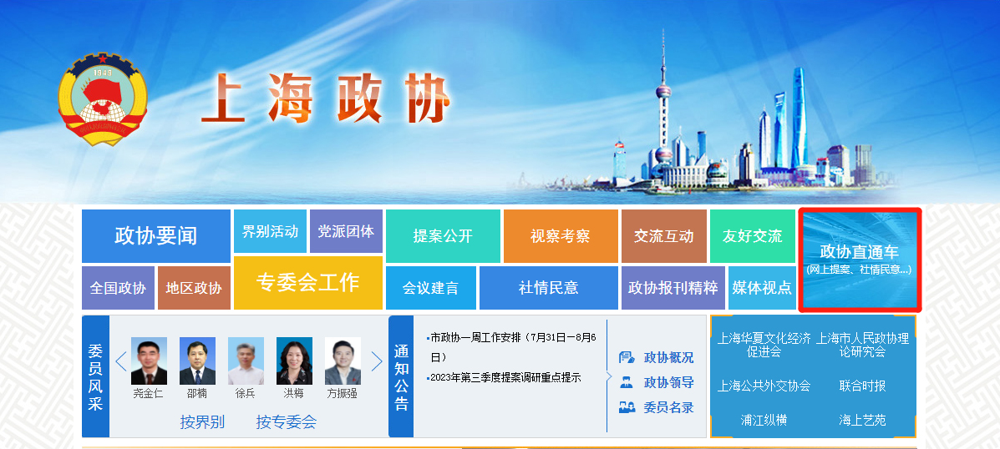 1949
上海政协
政协要闻
界别活动
党派团体
提案公开
视察考察
交流互动
友好交流
政协直通车
(网上提案、社情民意...)
全国政协
地区政协
专委会工作
会议建言
社情民意
政协报刊精粹
媒体视点
委员风采
尧金仁
邵楠
徐兵
洪梅
方振强
按界别
按专委会
通知公告
市政协一周工作安排（7月31日—8月6
日）
2023年第三季度提案调研重点提示
政协概况
政协领导
委员名录
上海华夏文化经济
促进会
上海市人民政协理
论研究会
上海公共外交协会
联合时报
浦江纵横
海上艺苑